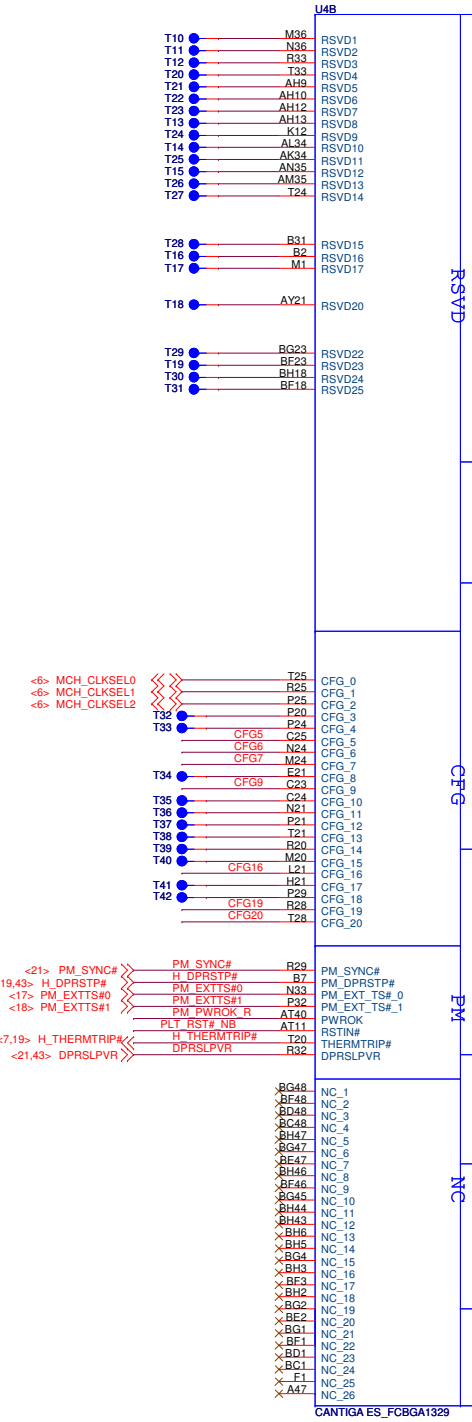 U4B
T10 M36 RSVD1
T11 N36 RSVD2
T12 R33 RSVD3
T20 T33 RSVD4
T21 AH9 RSVD5
T22 AH10 RSVD6
T23 AH12 RSVD7
T13 AH13 RSVD8
T24 K12 RSVD9
T14 AL34 RSVD10
T25 AK34 RSVD11
T15 AN35 RSVD12
T26 AM35 RSVD13
T27 T24 RSVD14
T28 B31 RSVD15
T16 B2 RSVD16
T17 M1 RSVD17
RSVD
T18 AY21 RSVD20
T29 BG23 RSVD22
T19 BF23 RSVD23
T30 BH18 RSVD24
T31 BF18 RSVD25
<6> MCH_CLKSEL0 T25 CFG_0
<6> MCH_CLKSEL1 R25 CFG_1
<6> MCH_CLKSEL2 P25 CFG_2
T32 P20 CFG_3
T33 P24 CFG_4
CFG5 C25 CFG_5
CFG6 N24 CFG_6
CFG7 M24 CFG_7
T34 E21 CFG_8
CFG9 C23 CFG_9
CFG
T35 C24 CFG_10
T36 N21 CFG_11
T37 P21 CFG_12
T38 T21 CFG_13
T39 R20 CFG_14
T40 M20 CFG_15
CFG16 L21 CFG_16
T41 H21 CFG_17
T42 P29 CFG_18
CFG19 R28 CFG_19
CFG20 T28 CFG_20
<21> PM_SYNC# PM_SYNC# R29 PM_SYNC#
19,43> H_DPRSTP# H_DPRSTP# B7 PM_DPRSTP#
<17> PM_EXTTS#0 PM_EXTTS#0 N33 PM_EXT_TS#_0
<18> PM_EXTTS#1 PM_EXTTS#1 P32 PM_EXT_TS#_1
PM
PM_PWROK_R AT40 PWROK
PLT_RST#_NB AT11 RSTIN#
<7,19> H_THERMTRIP# H_THERMTRIP# T20 THERMTRIP#
<21,43> DPRSLPVR DPRSLPVR R32 DPRSLPVR
BG48 NC_1
BF48 NC_2
BD48 NC_3
BC48 NC_4
BH47 NC_5
BG47 NC_6
BE47 NC_7
BH46 NC_8
BF46 NC_9
NC
BG45 NC_10
BH44 NC_11
BH43 NC_12
BH6 NC_13
BH5 NC_14
BG4 NC_15
BH3 NC_16
BF3 NC_17
BH2 NC_18
BG2 NC_19
BE2 NC_20
BG1 NC_21
BF1 NC_22
BD1 NC_23
BC1 NC_24
F1 NC_25
A47 NC_26
CANTIGA ES_FCBGA1329